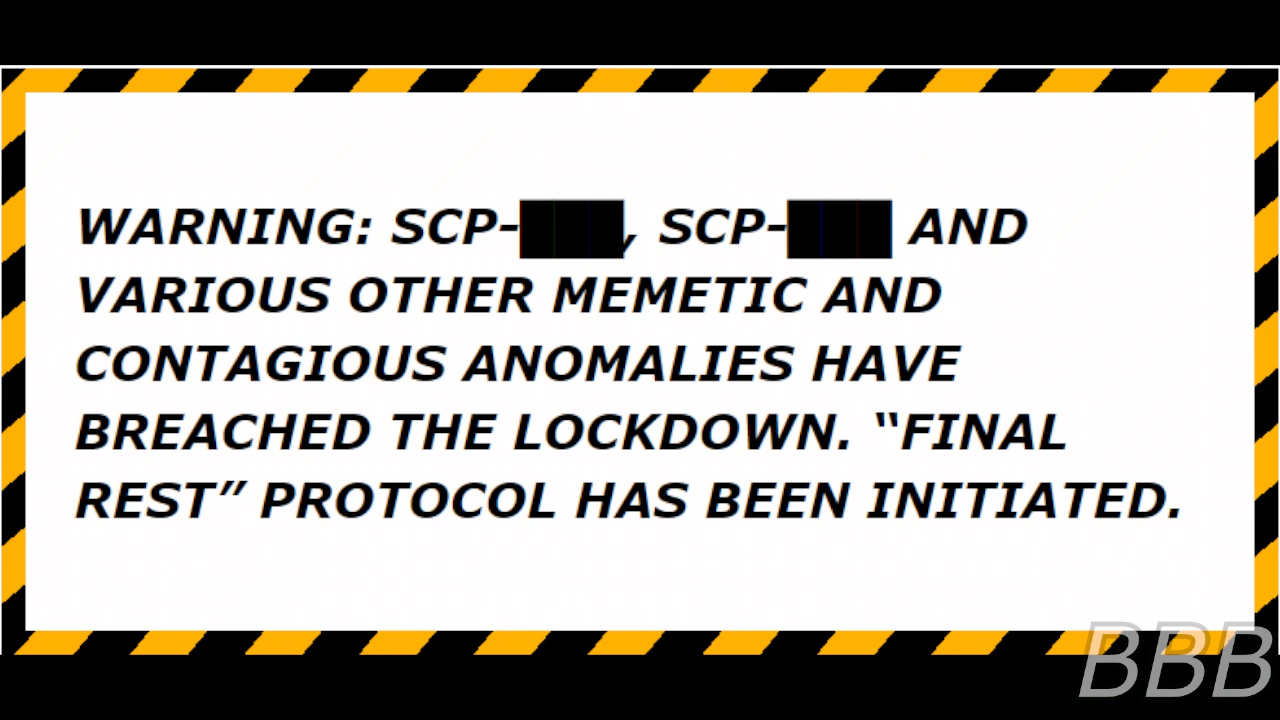 WARNING: SCP-███, SCP-███ AND
VARIOUS OTHER MEMETIC AND
CONTAGIOUS ANOMALIES HAVE
BREACHED THE LOCKDOWN. “FINAL
REST” PROTOCOL HAS BEEN INITIATED.
BBB